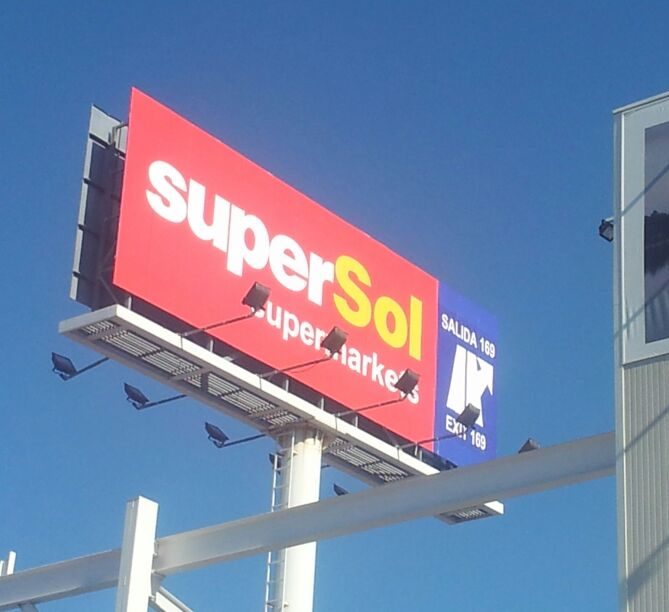 superSol
supermarkets
SALIDA 169
EXIT 169